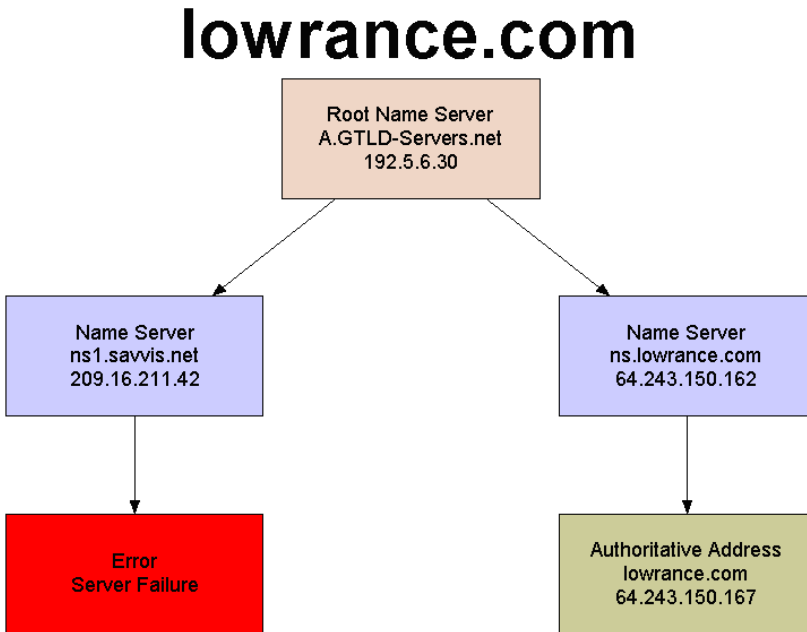 lowrance.com
Root Name Server
A.GTLD-Servers.net
192.5.6.30
Name Server
ns1.savvis.net
209.16.211.42
Name Server
ns.lowrance.com
64.243.150.162
Error
Server Failure
Authoritative Address
lowrance.com
64.243.150.167